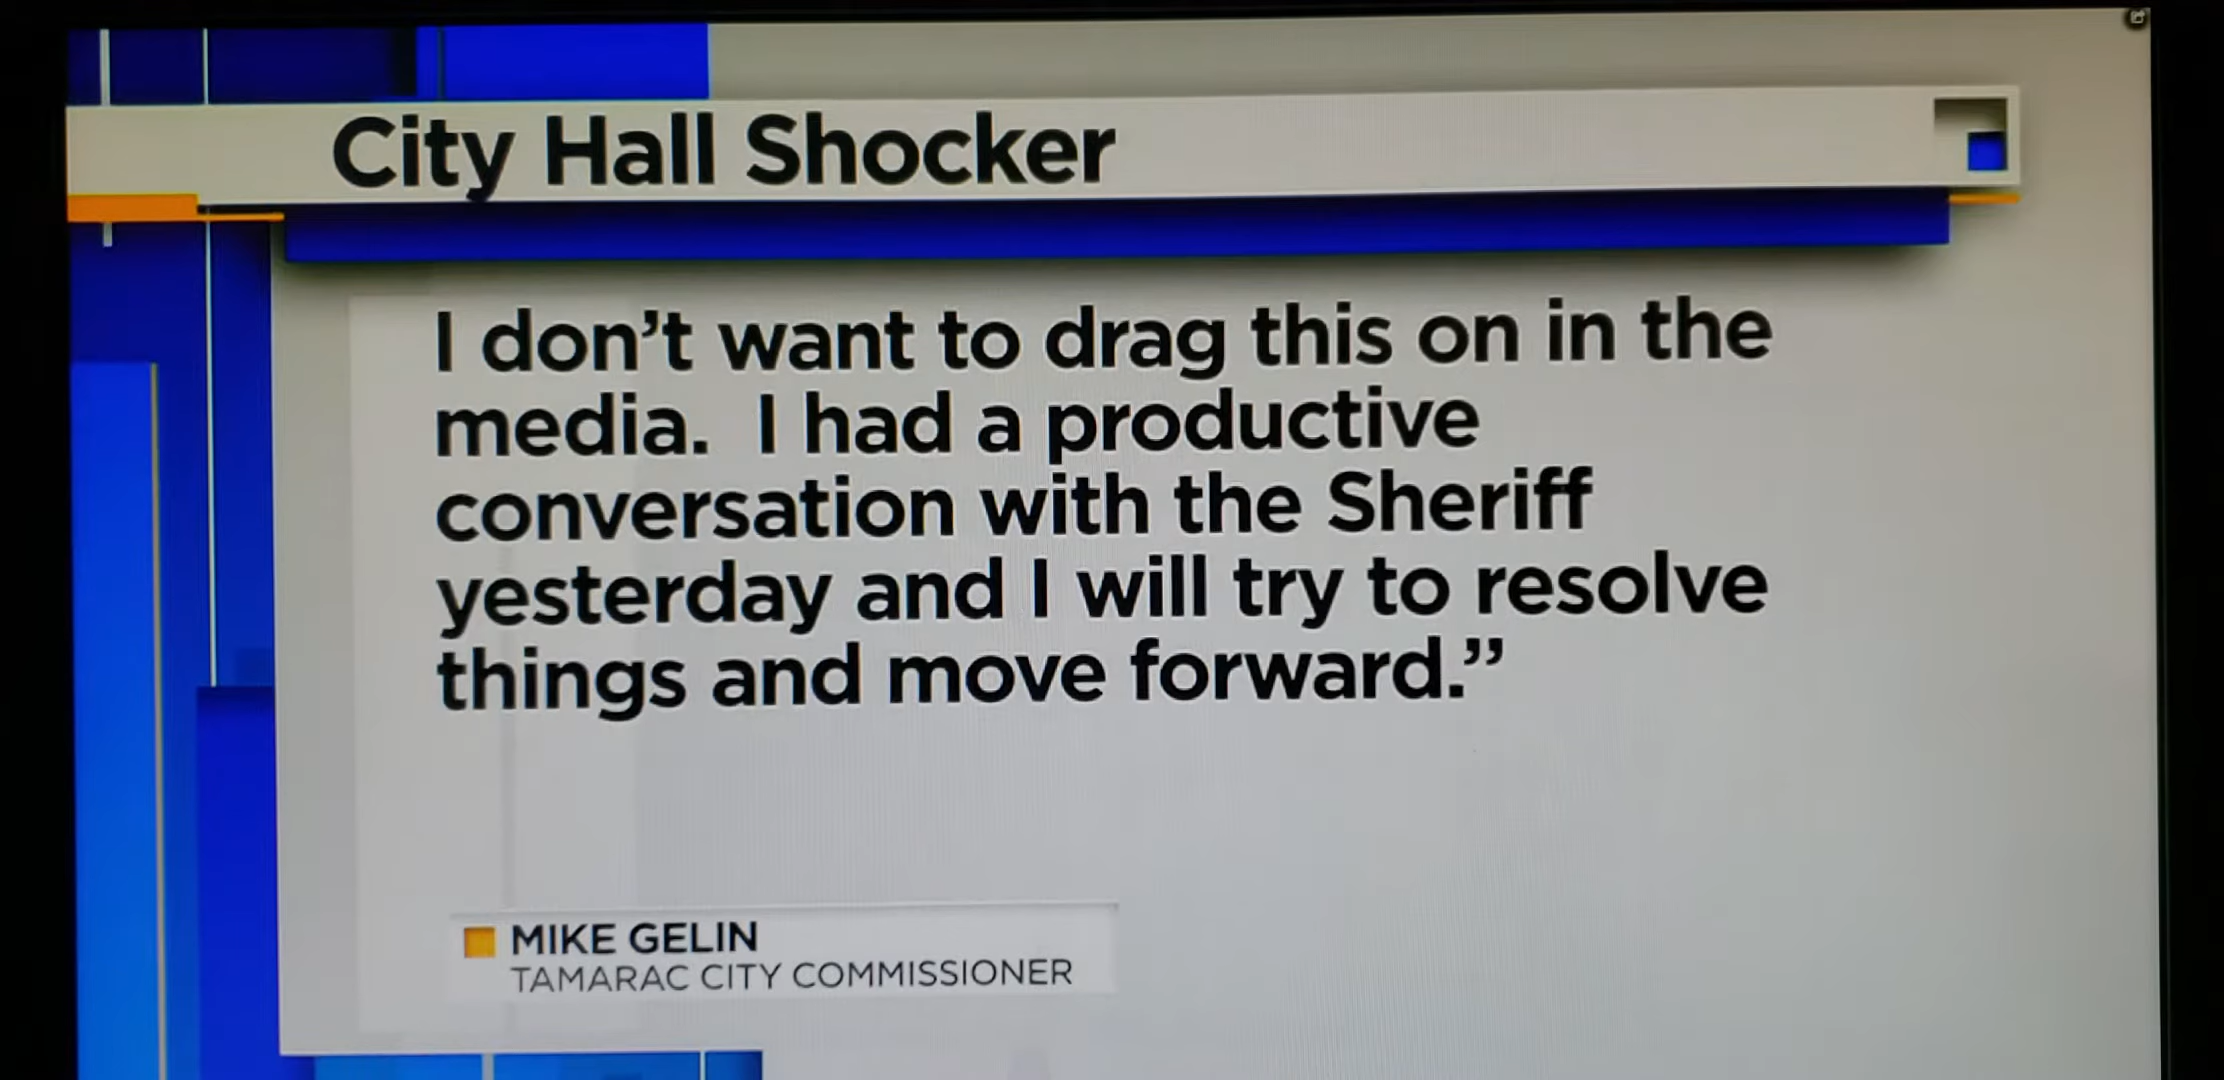 City Hall Shocker
I don't want to drag this on in the
media.  I had a productive
conversation with the Sheriff
yesterday and I will try to resolve
things and move forward.”
MIKE GELIN
TAMARAC CITY COMMISSIONER